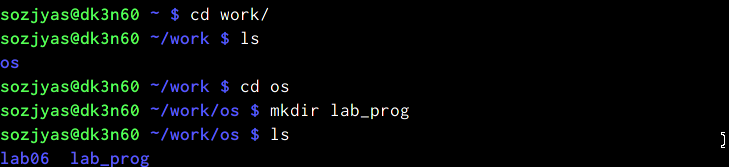 sozjyas@dk3n60 ~ $ cd work/
sozjyas@dk3n60 ~/work $ ls
os
sozjyas@dk3n60 ~/work $ cd os
sozjyas@dk3n60 ~/work/os $ mkdir lab_prog
sozjyas@dk3n60 ~/work/os $ ls
lab06  lab_prog